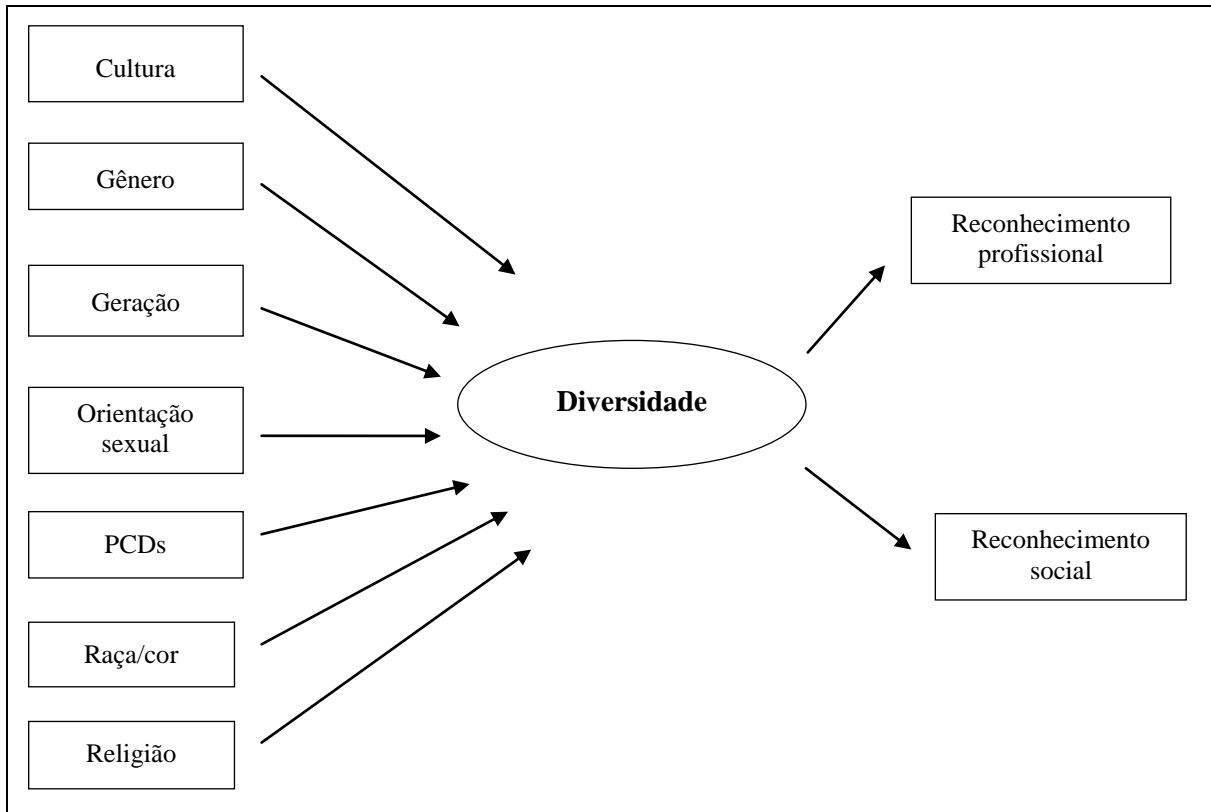 Cultura
Gênero
Geração
Orientação
sexual
PCDs
Raça/cor
Religião
Diversidade
Reconhecimento
profissional
Reconhecimento
social